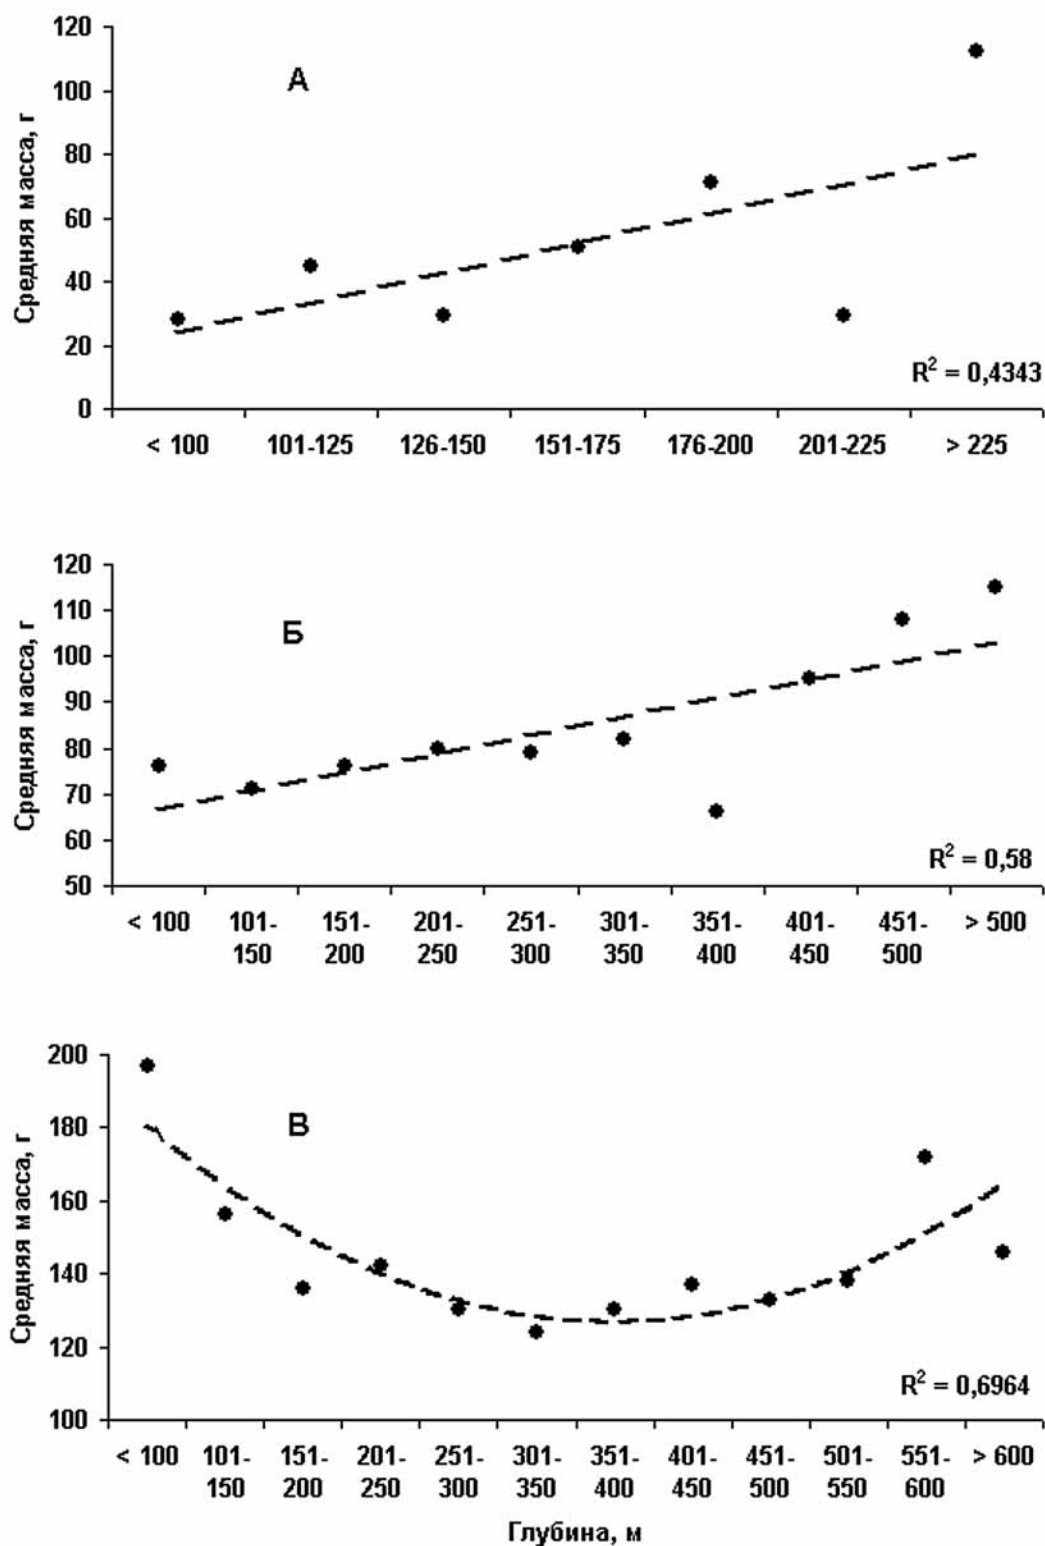 120
А
100
80
60
40
20
0
Средняя масса, г
R² = 0,4343
< 100 101-125 126-150 151-175 176-200 201-225 > 225
120
110
Б
100
90
80
70
60
50
Средняя масса, г
R² = 0,58
< 100 101- 151- 201- 251- 301- 351- 401- 451- > 500
150 200 250 300 350 400 450 500
200
180
В
160
140
120
100
Средняя масса, г
R² = 0,6964
< 100 101- 151- 201- 251- 301- 351- 401- 451- 501- 551- > 600
150 200 250 300 350 400 450 500 550 600
Глубина, м